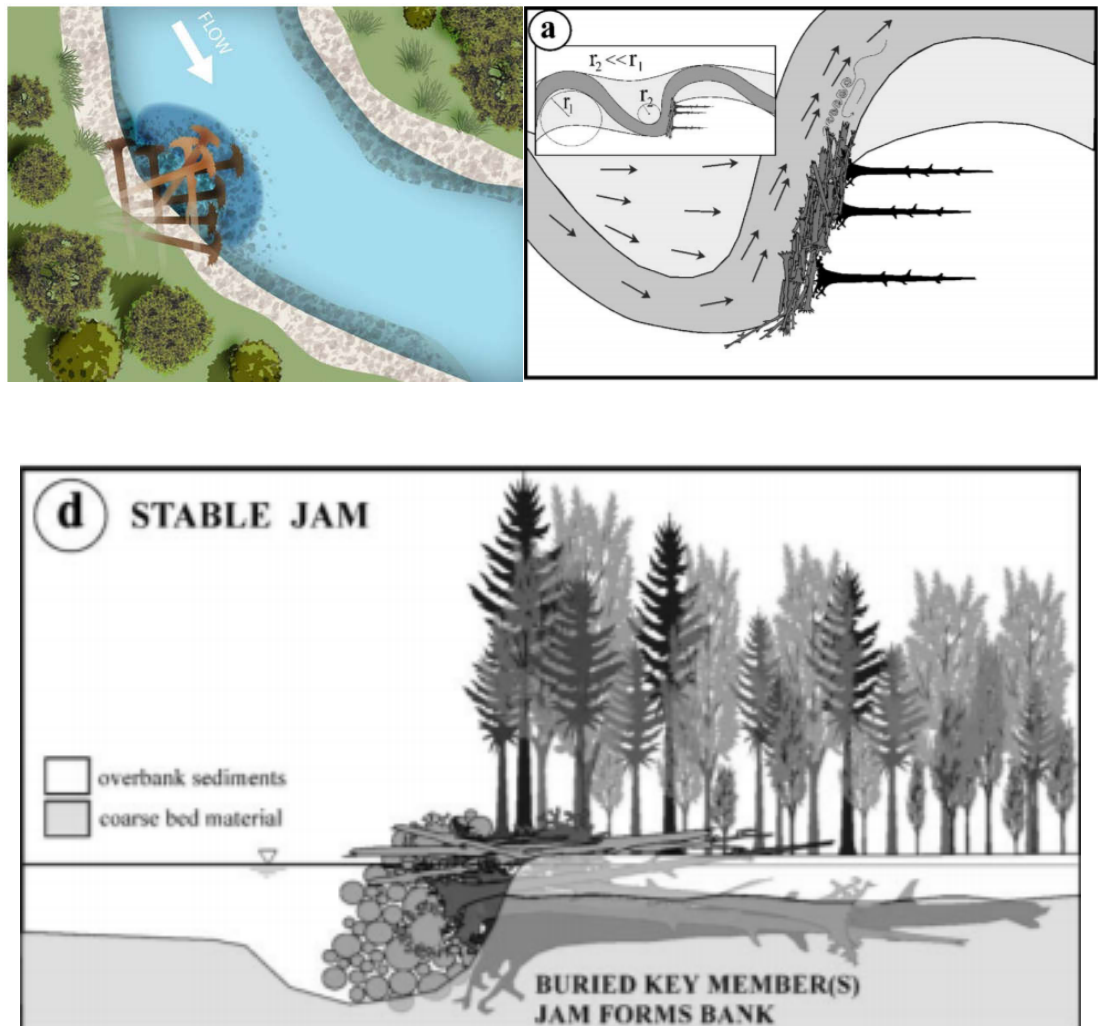 FLOW
a
r₂ << r₁
r₁
r₂
d STABLE JAM
overbank sediments
coarse bed material
BURIED KEY MEMBER(S)
JAM FORMS BANK